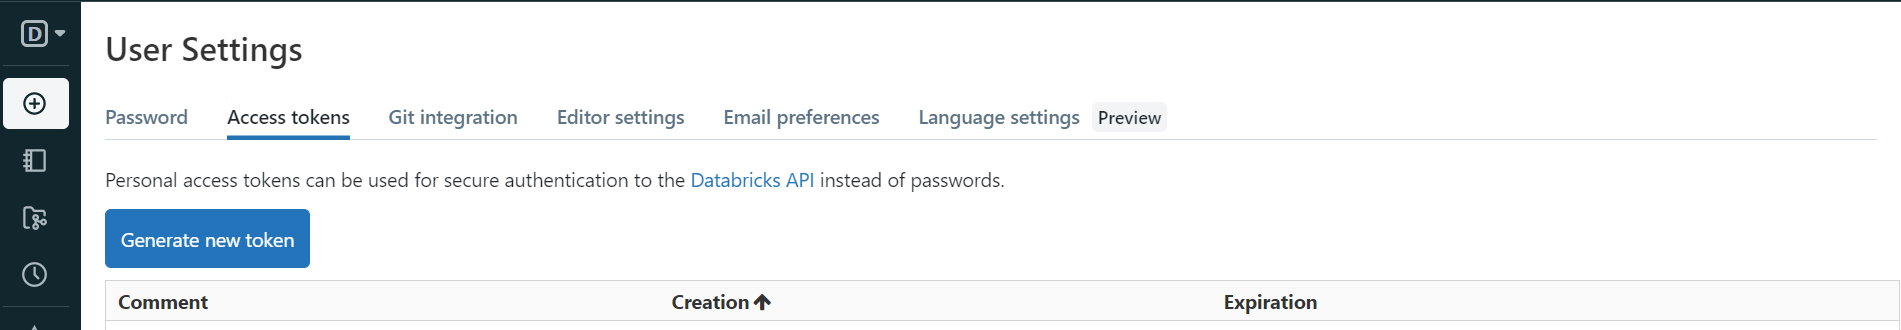 D
User Settings
Password Access tokens Git integration Editor settings Email preferences Language settings Preview
Personal access tokens can be used for secure authentication to the Databricks API instead of passwords.
Generate new token
Comment Creation Expiration